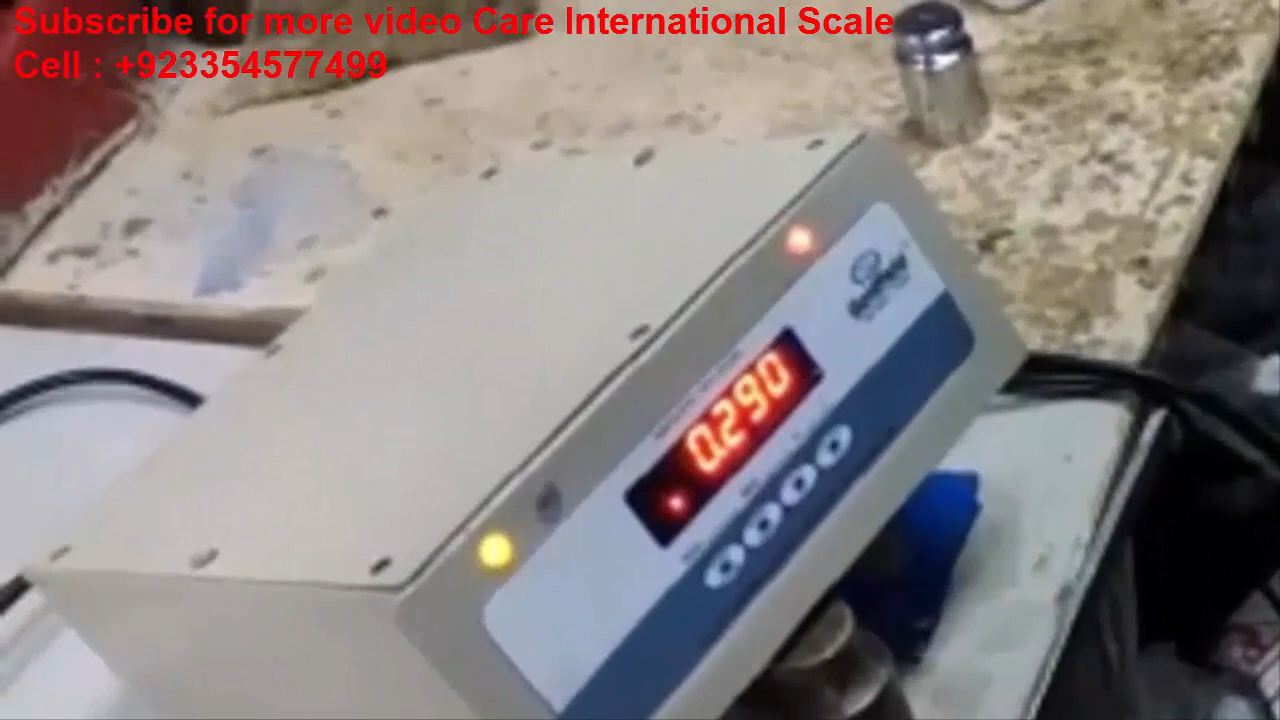 Subscribe for more video Care International Scale
Cell : +923354577499
0.290